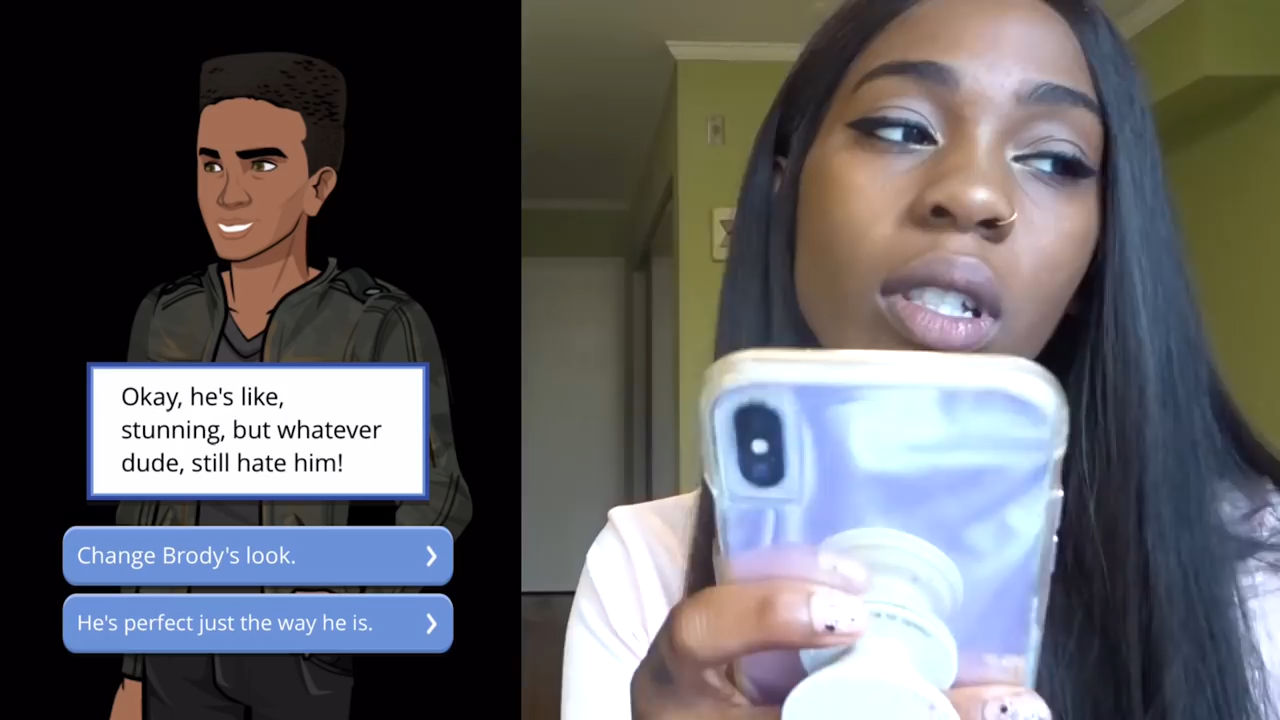 Okay, he's like,
stunning, but whatever
dude, still hate him!
Change Brody's look.
He's perfect just the way he is.